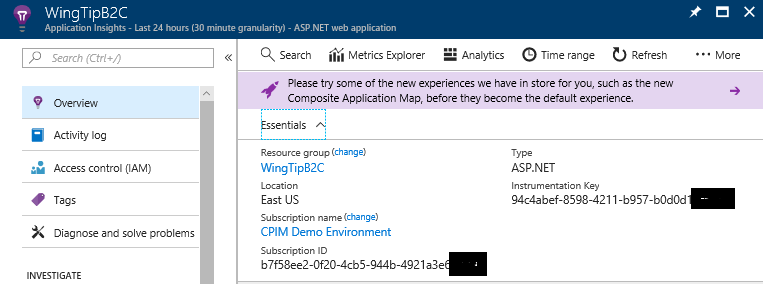 WingTipB2C
Application Insights - Last 24 hours (30 minute granularity) - ASP.NET web application
Search (Ctrl+/)
Overview
Activity log
Access control (IAM)
Tags
Diagnose and solve problems
INVESTIGATE
Search Metrics Explorer Analytics Time range Refresh More
Please try some of the new experiences we have in store for you, such as the new
Composite Application Map, before they become the default experience.
Essentials
Resource group (change)
WingTipB2C
Location
East US
Subscription name (change)
CPIM Demo Environment
Subscription ID
b7f58ee2-0f20-4cb5-944b-4921a3e6
Type
ASP.NET
Instrumentation Key
94c4abef-8598-4211-b957-b0d0d1